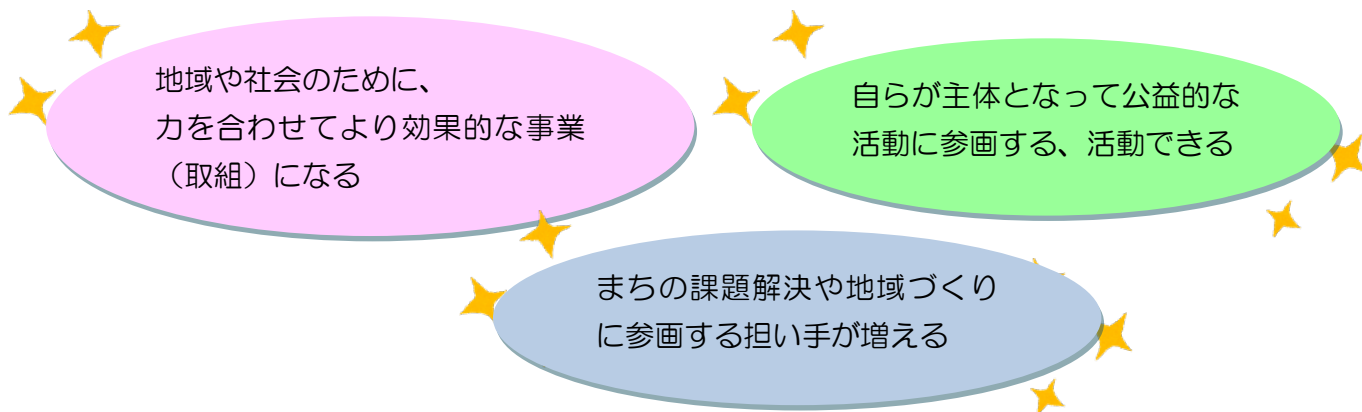 地域や社会のために、
力を合わせてより効果的な事業
（取組）になる
自らが主体となって公益的な
活動に参画する、活動できる
まちの課題解決や地域づくり
に参画する担い手が増える